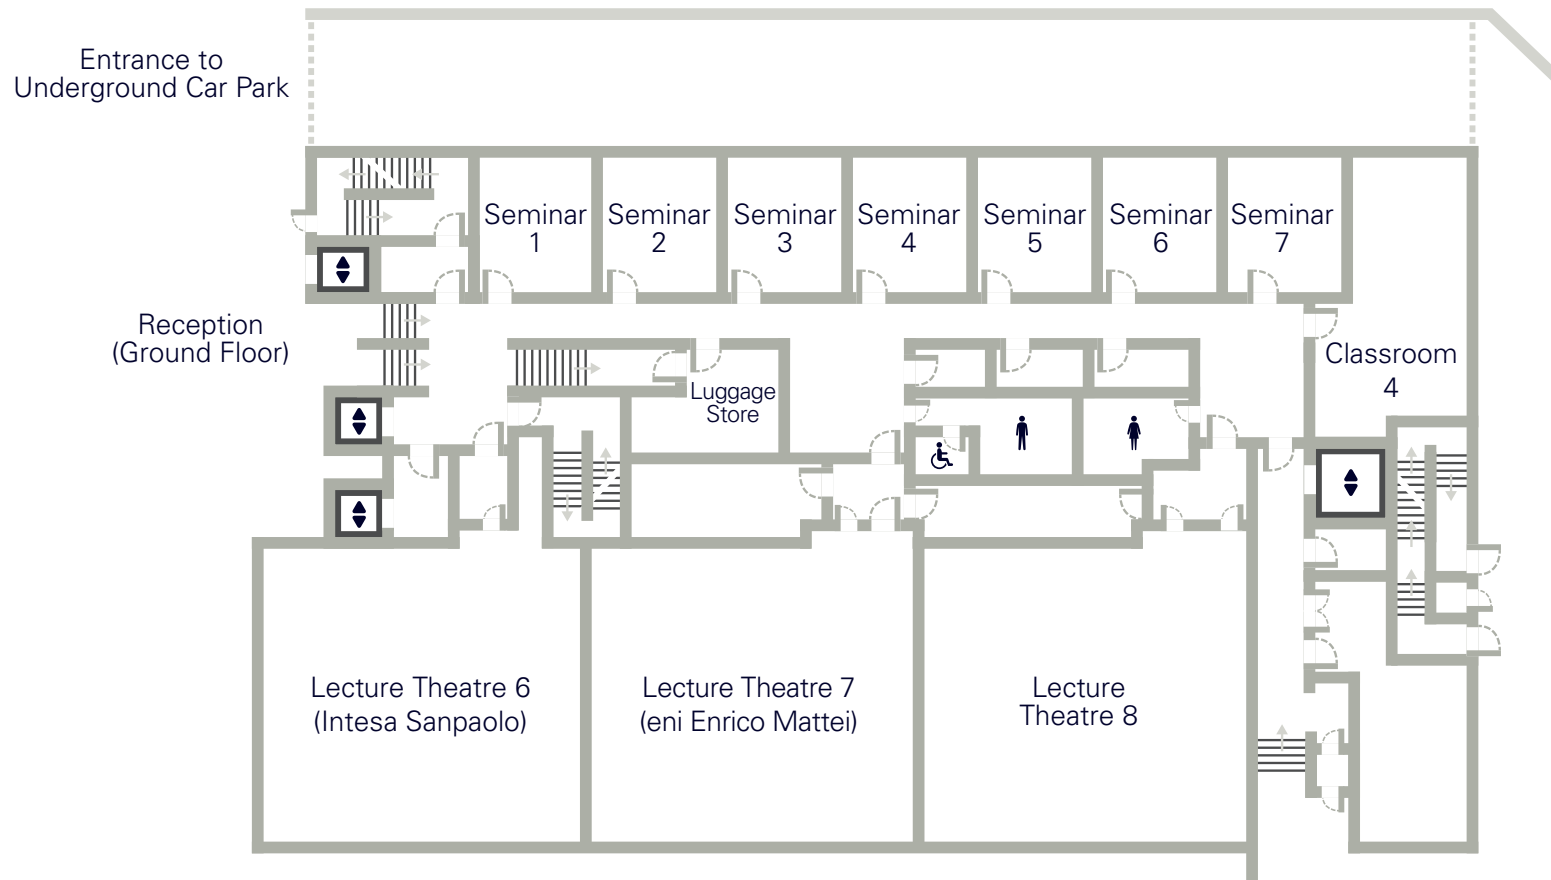 Entrance to
Underground Car Park
Seminar
1
Seminar
2
Seminar
3
Seminar
4
Seminar
5
Seminar
6
Seminar
7
Reception
(Ground Floor)
Classroom
4
Luggage
Store
Lecture Theatre 6
(Intesa Sanpaolo)
Lecture Theatre 7
(eni Enrico Mattei)
Lecture
Theatre 8